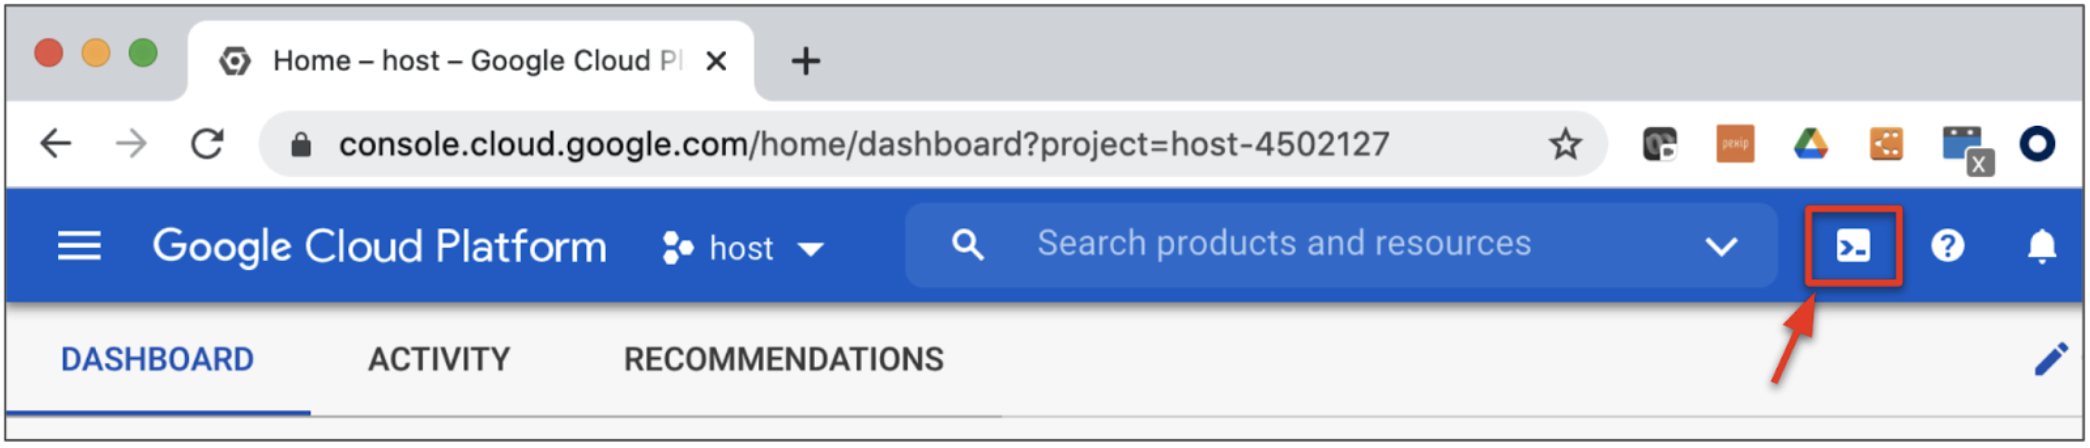 Home – host – Google Cloud Pl
console.cloud.google.com/home/dashboard?project=host-4502127
pexip
X
Google Cloud Platform host Search products and resources
DASHBOARD ACTIVITY RECOMMENDATIONS